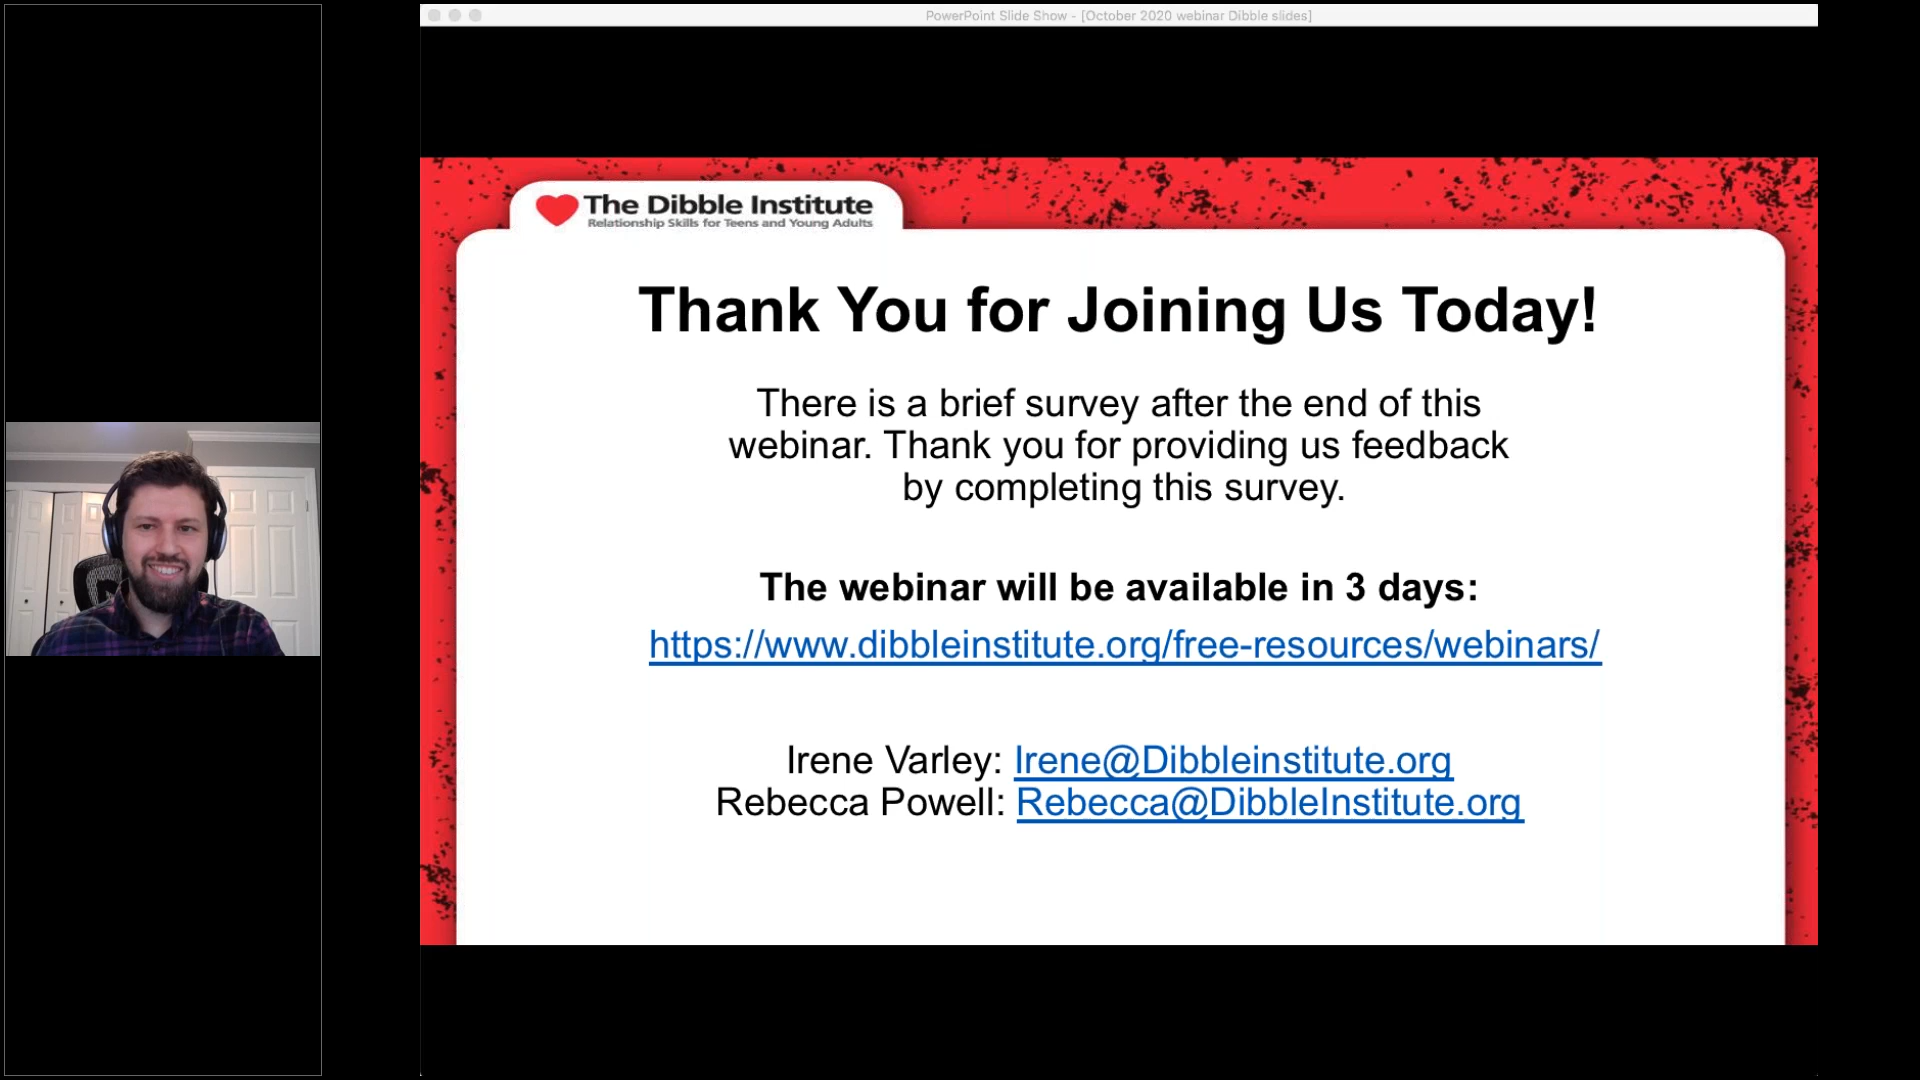 PowerPoint Slide Show - [October 2020 webinar Dibble slides]
The Dibble Institute
Relationship Skills for Teens and Young Adults
Thank You for Joining Us Today!
There is a brief survey after the end of this
webinar. Thank you for providing us feedback
by completing this survey.
The webinar will be available in 3 days:
https://www.dibbleinstitute.org/free-resources/webinars/
Irene Varley: Irene@Dibbleinstitute.org
Rebecca Powell: Rebecca@DibbleInstitute.org